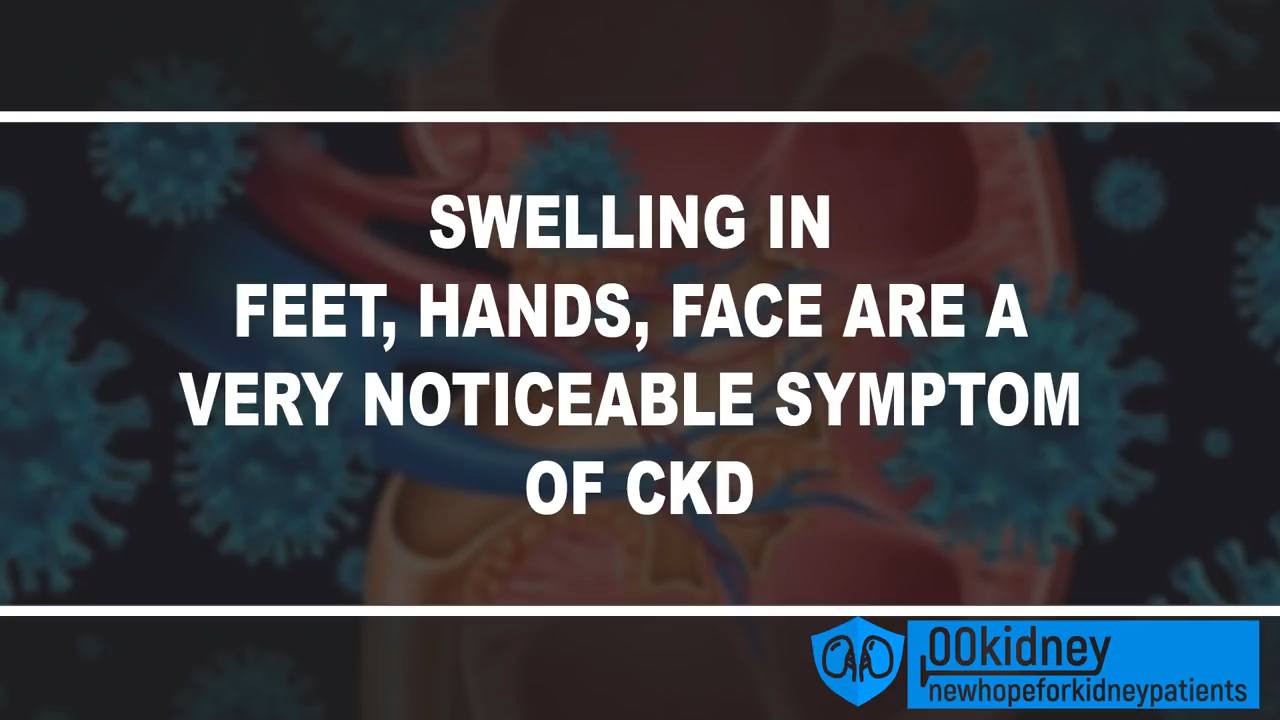 SWELLING IN
FEET, HANDS, FACE ARE A
VERY NOTICEABLE SYMPTOM
OF CKD
00kidney
newhopeforkidneypatients